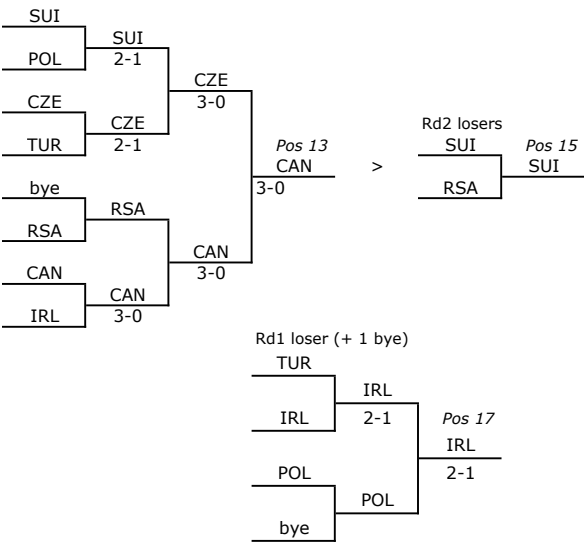 SUI
SUI
POL
2-1
CZE
CZE
3-0
CZE
TUR
2-1
Pos 13
CAN
3-0
>
Rd2 losers
SUI
RSA
Pos 15
SUI
bye
RSA
RSA
CAN
3-0
CAN
CAN
IRL
3-0
Rd1 loser (+ 1 bye)
TUR
IRL
IRL
2-1
Pos 17
IRL
2-1
POL
POL
bye